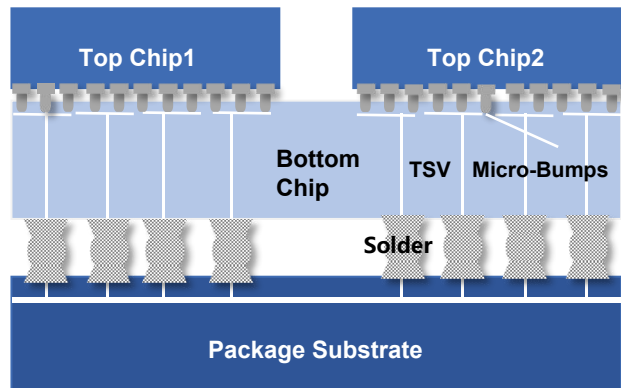 Top Chip1
Top Chip2
Bottom
Chip
TSV
Micro-Bumps
Solder
Package Substrate